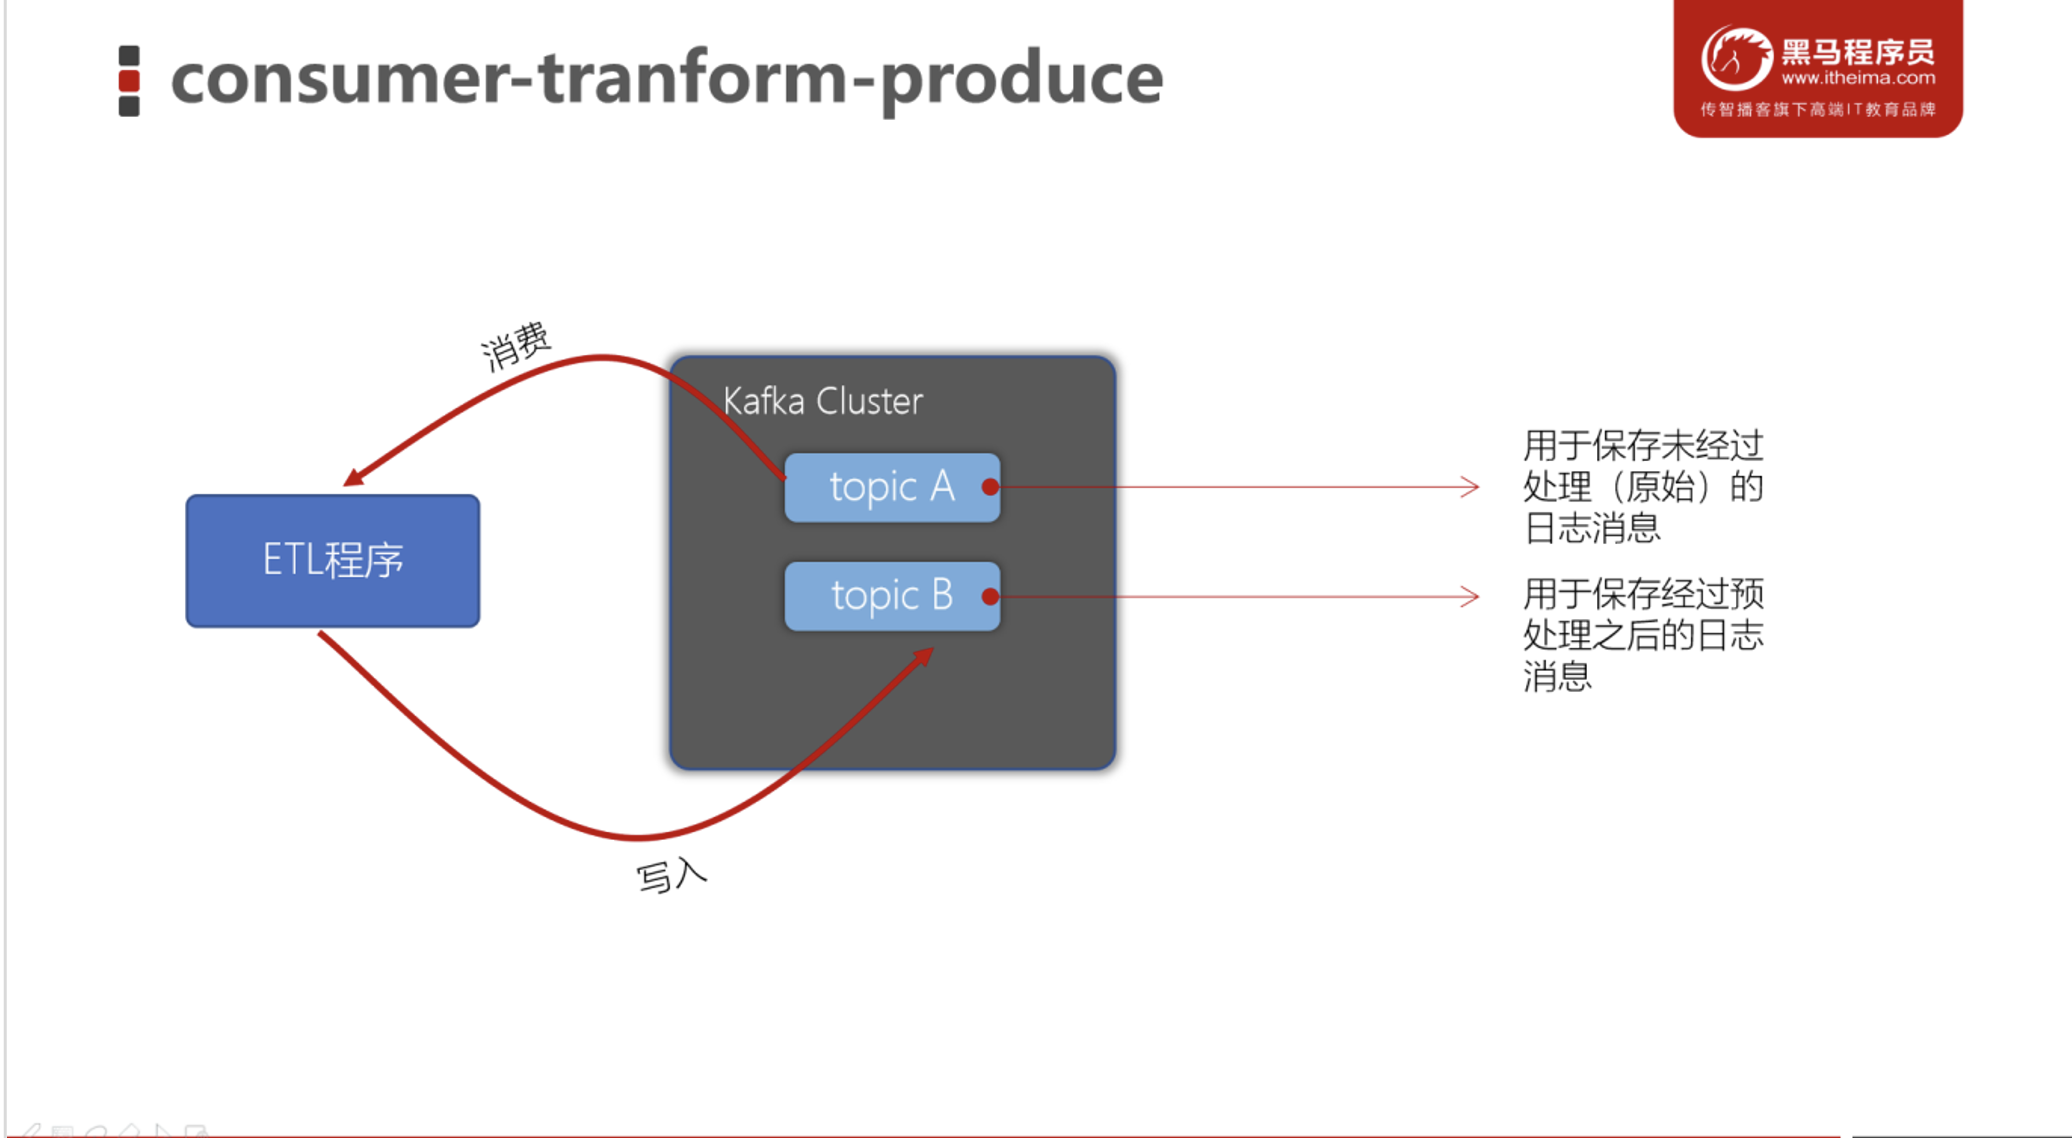 consumer-tranform-produce
黑马程序员
www.itheima.com
传智播客旗下高端IT教育品牌
消费
Kafka Cluster
topic A
用于保存未经过
处理（原始）的
日志消息
ETL程序
topic B
用于保存经过预
处理之后的日志
消息
写入